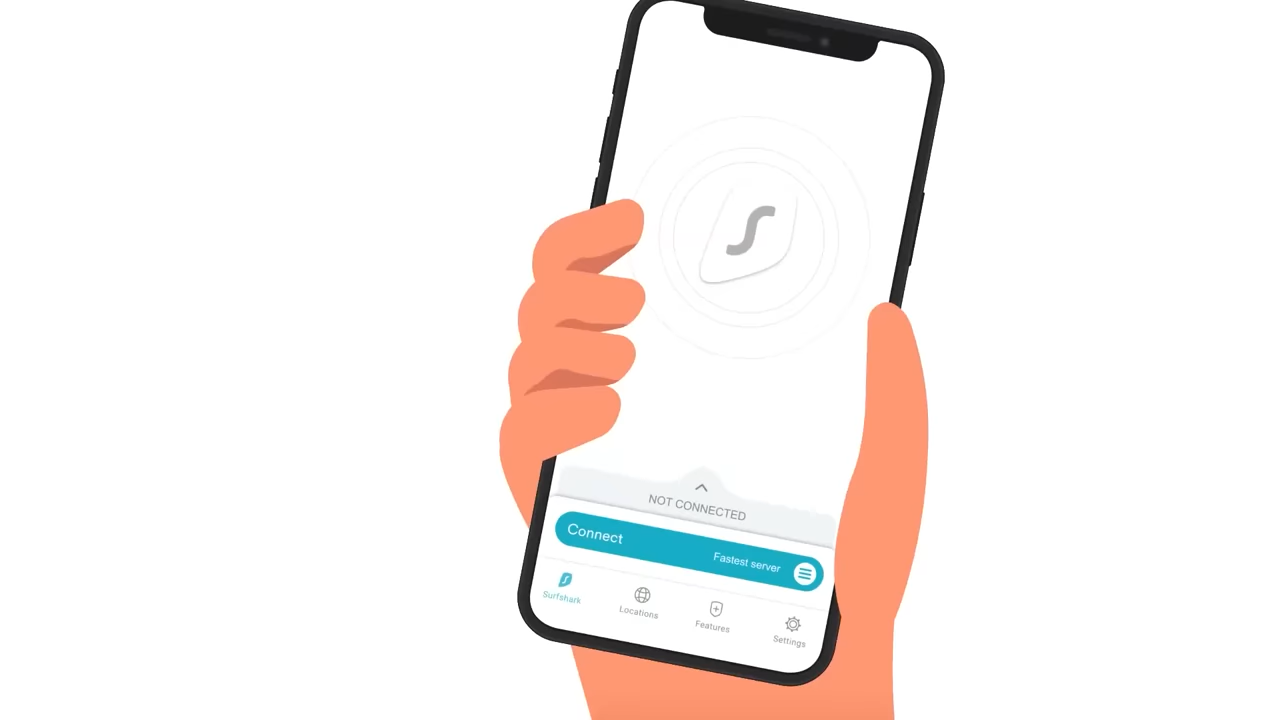 S
NOT CONNECTED
Connect
Fastest server
Surfshark
Locations
Features
Settings